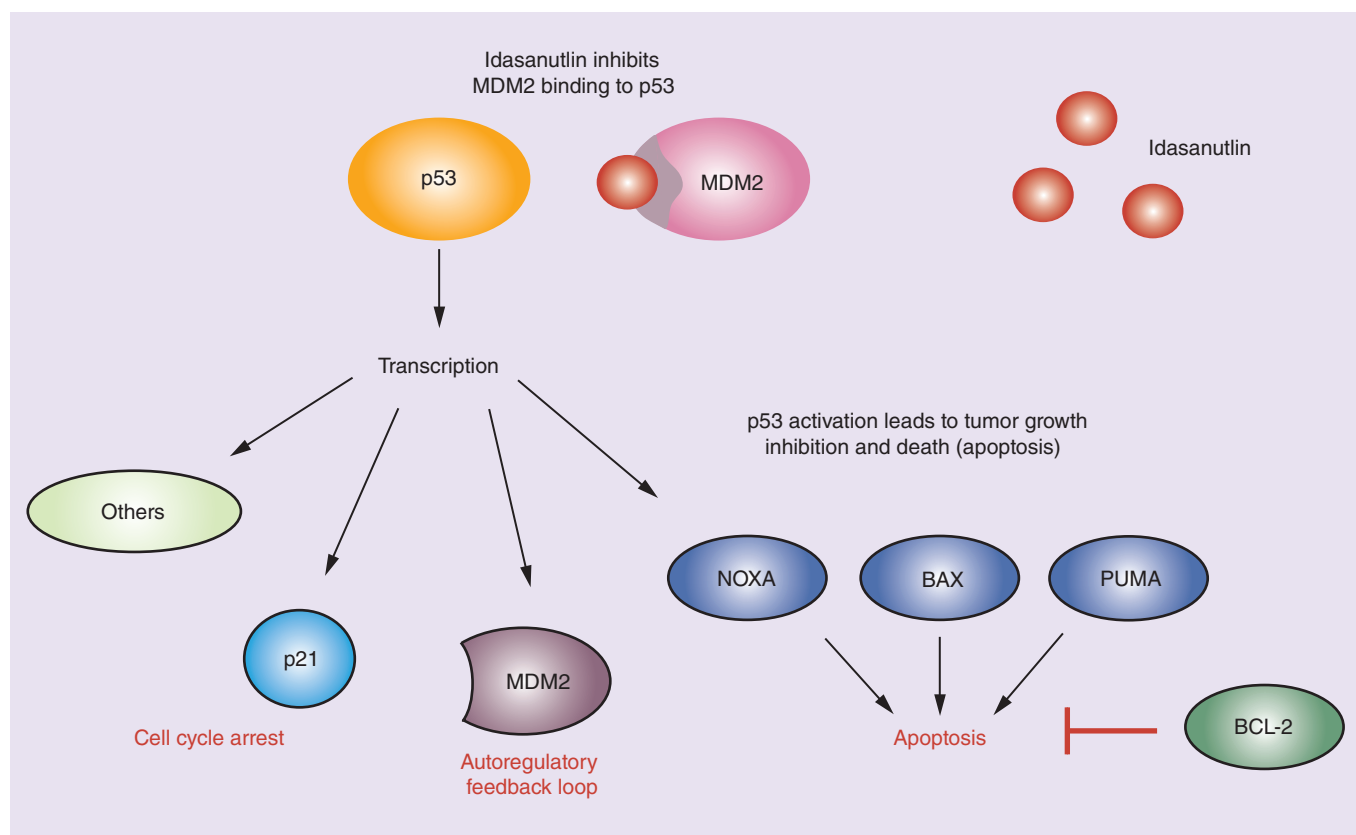 Idasanutlin inhibits
MDM2 binding to p53
p53
MDM2
Idasanutlin
Transcription
p53 activation leads to tumor growth
inhibition and death (apoptosis)
Others
NOXA
BAX
PUMA
p21
MDM2
Cell cycle arrest
Apoptosis
BCL-2
Autoregulatory
feedback loop